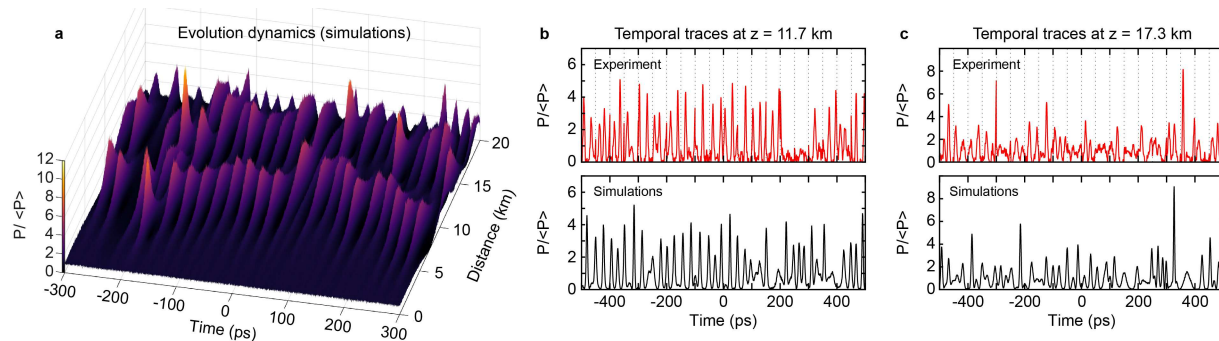 a Evolution dynamics (simulations)
P/ <P>
12
10
8
6
4
2
0
-300
-200
-100
0
100
200
300
Time (ps)
0
5
10
15
20
Distance (km)
b Temporal traces at z = 11.7 km
Experiment
P/<P>
6
4
2
0
Simulations
P/<P>
6
4
2
0
-400 -200 0 200 400
Time (ps)
c Temporal traces at z = 17.3 km
Experiment
P/<P>
8
6
4
2
0
Simulations
P/<P>
8
6
4
2
0
-400 -200 0 200 400
Time (ps)